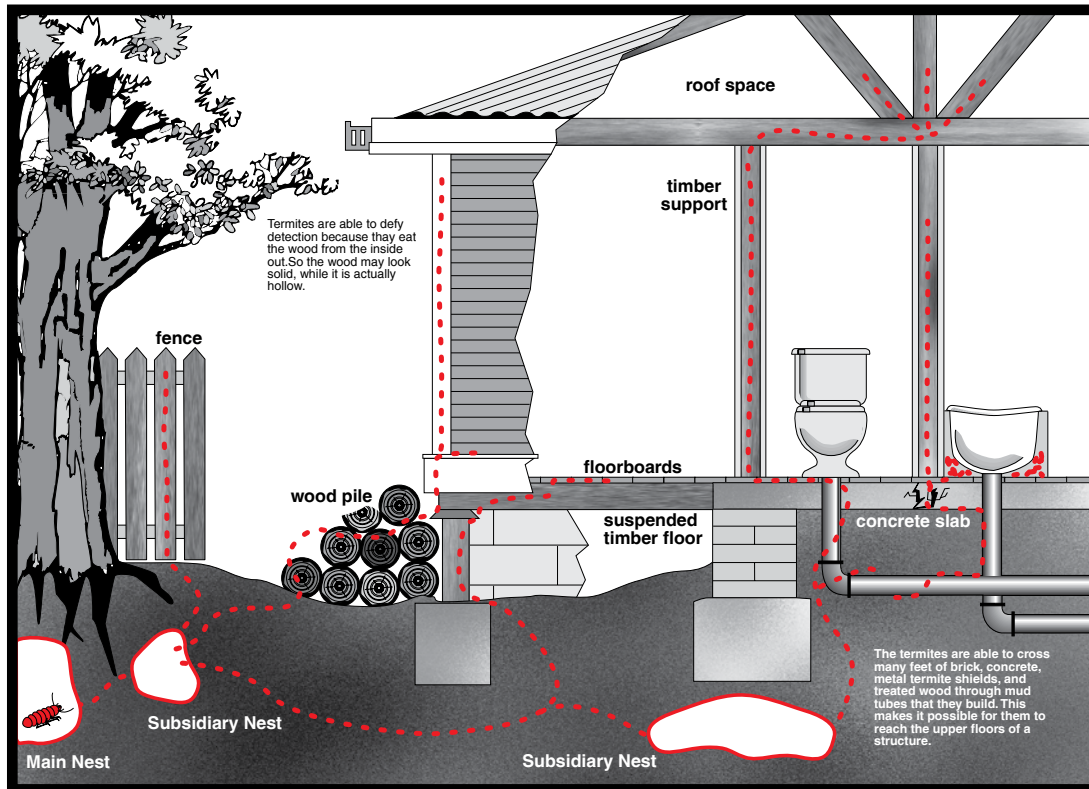 roof space
timber
support
Termites are able to defy
detection because thay eat
the wood from the inside
out.So the wood may look
solid, while it is actually
hollow.
fence
floorboards
wood pile
suspended
timber floor
concrete slab
The termites are able to cross
many feet of brick, concrete,
metal termite shields, and
treated wood through mud
tubes that they build. This
makes it possible for them to
reach the upper floors of a
structure.
Subsidiary Nest
Main Nest
Subsidiary Nest